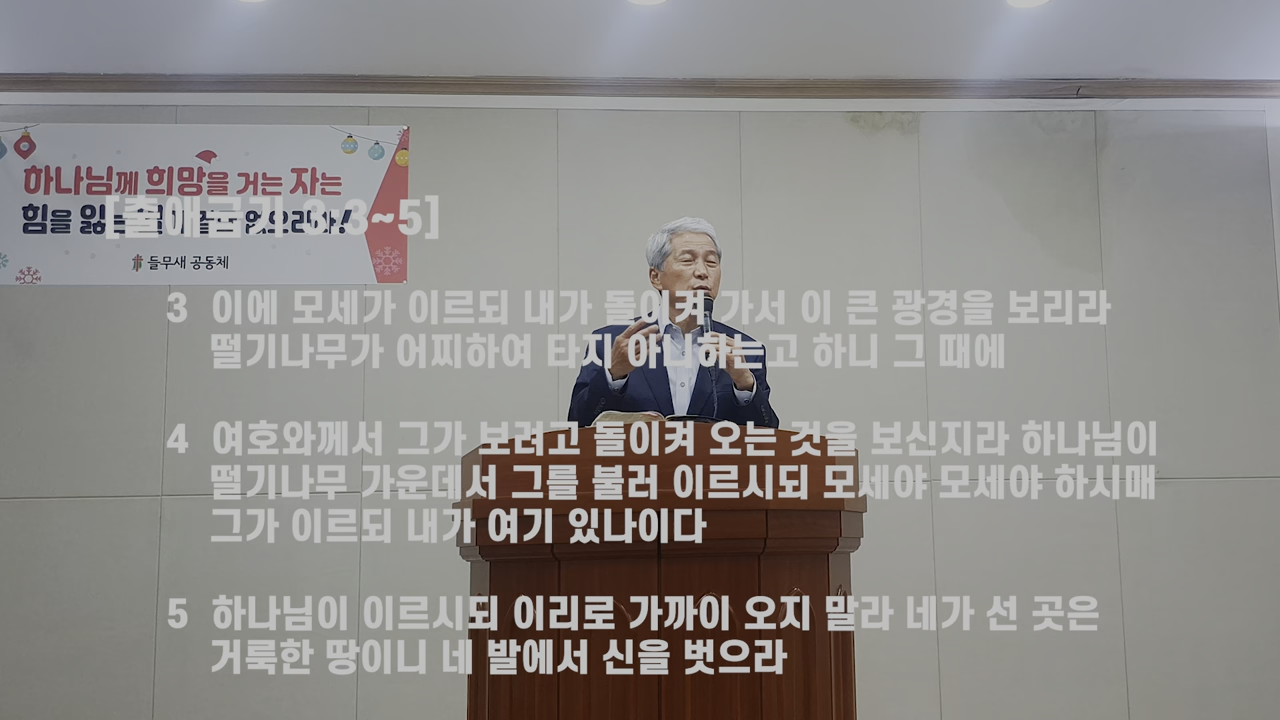 하나님께 희망을 거는 자는
힘을 잃는
들무새 공동체
[출애굽기 3:3~5]
3 이에 모세가 이르되 내가 돌이켜 가서 이 큰 광경을 보리라
떨기나무가 어찌하여 타지 아니하는고 하니 그 때에
4 여호와께서 그가 보려고 돌이켜 오는 것을 보신지라 하나님이
떨기나무 가운데서 그를 불러 이르시되 모세야 모세야 하시매
그가 이르되 내가 여기 있나이다
5 하나님이 이르시되 이리로 가까이 오지 말라 네가 선 곳은
거룩한 땅이니 네 발에서 신을 벗으라